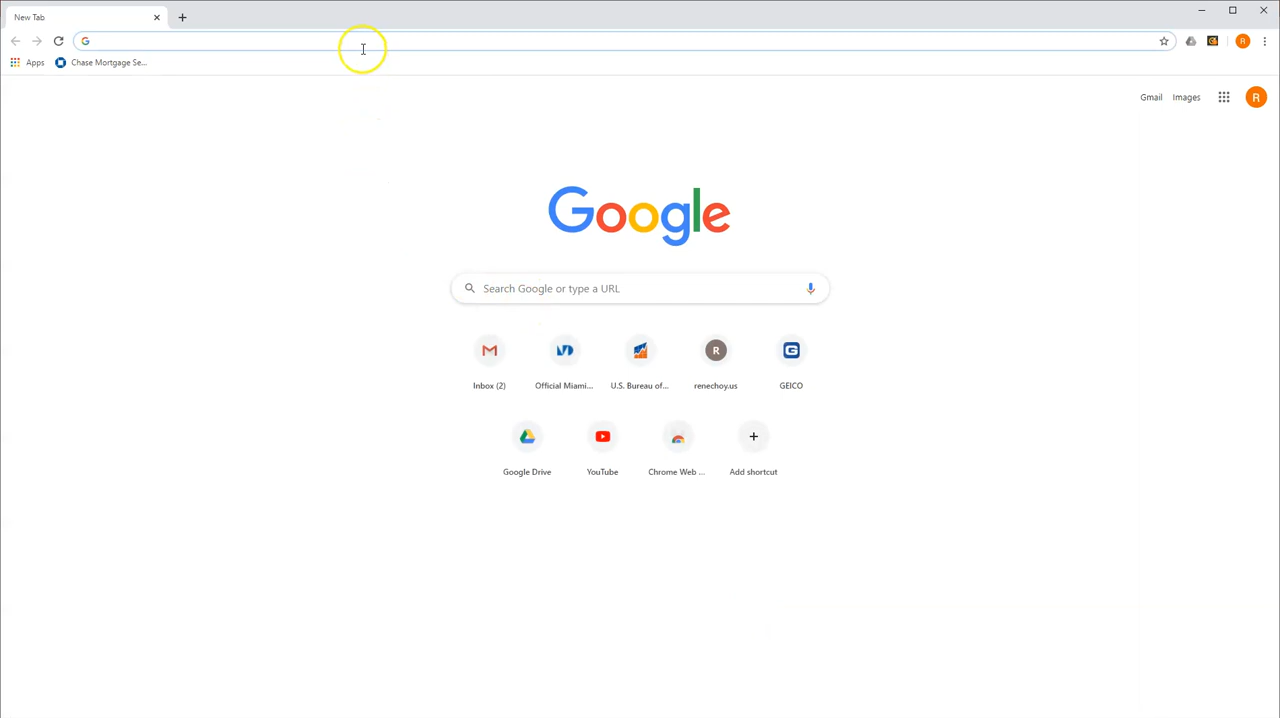 New Tab
Apps
Chase Mortgage Se...
Gmail
Images
R
R
Google
Search Google or type a URL
R
G
Inbox (2)
Official Miami...
U.S. Bureau of...
renechoy.us
GEICO
Google Drive
YouTube
Chrome Web ...
Add shortcut